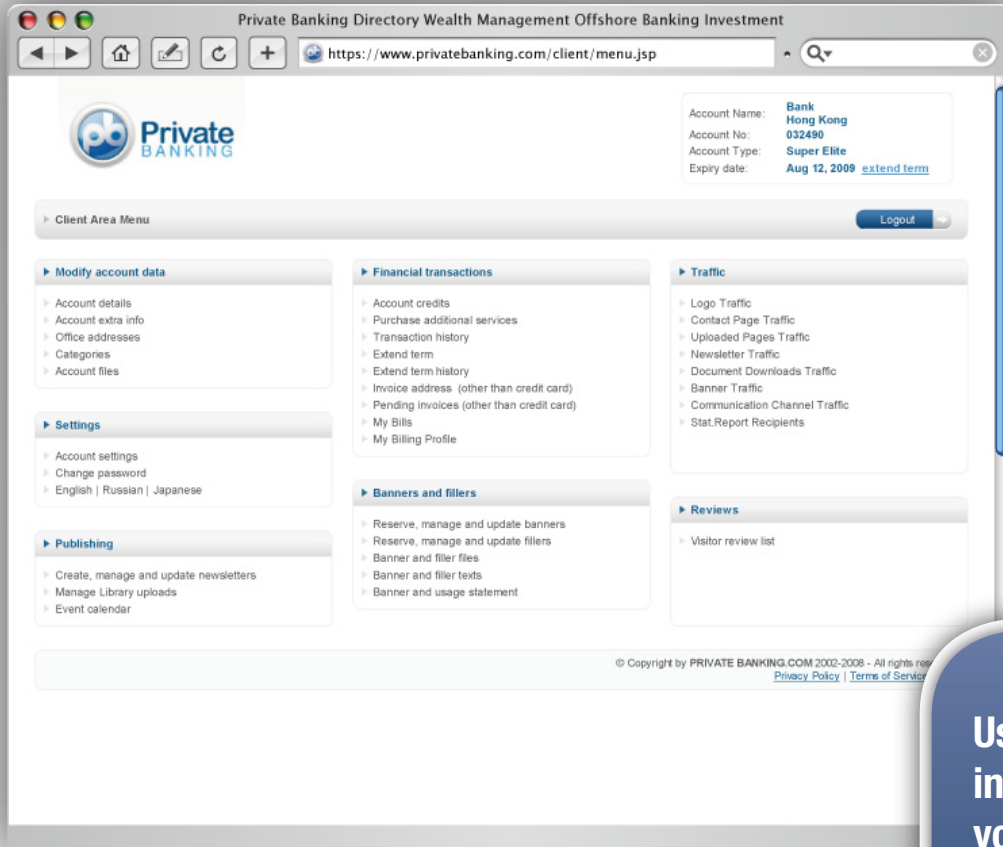 Private Banking Directory Wealth Management Offshore Banking Investment
https://www.privatebanking.com/client/menu.jsp
pb Private
BANKING
Account Name: Bank
Hong Kong
Account No: 032490
Account Type: Super Elite
Expiry date: Aug 12, 2009 extend term
Client Area Menu
Logout
Modify account data
Account details
Account extra info
Office addresses
Categories
Account files
Settings
Account settings
Change password
English | Russian | Japanese
Publishing
Create, manage and update newsletters
Manage Library uploads
Event calendar
Financial transactions
Account credits
Purchase additional services
Transaction history
Extend term
Extend term history
Invoice address (other than credit card)
Pending invoices (other than credit card)
My Bills
My Billing Profile
Banners and fillers
Reserve, manage and update banners
Reserve, manage and update fillers
Banner and filler files
Banner and filler texts
Banner and usage statement
Traffic
Logo Traffic
Contact Page Traffic
Uploaded Pages Traffic
Newsletter Traffic
Document Downloads Traffic
Banner Traffic
Communication Channel Traffic
Stat.Report Recipients
Reviews
Visitor review list
© Copyright by PRIVATE BANKING.COM 2002-2008 - All rights
Privacy Policy | Terms of Service